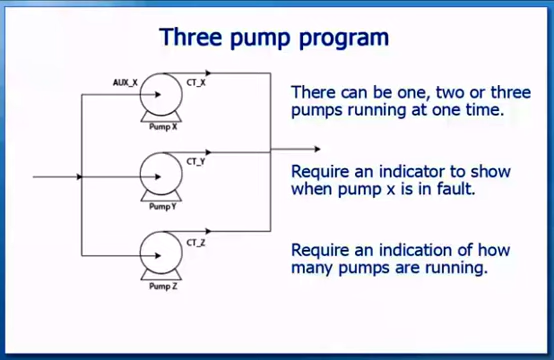 Three pump program
AUX_X
CT_X
Pump X
There can be one, two or three
pumps running at one time.
CT_Y
Pump Y
Require an indicator to show
when pump x is in fault.
CT_Z
Pump Z
Require an indication of how
many pumps are running.